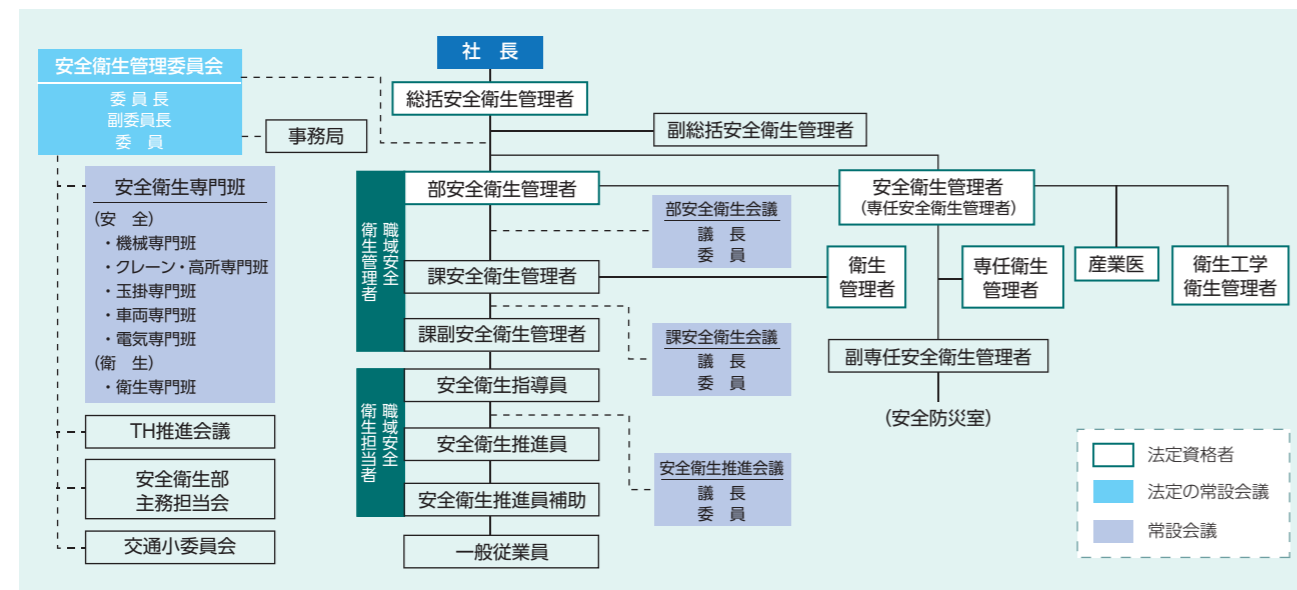 社　長
安全衛生管理委員会
委 員 長
副委員長
委　員
事務局
総括安全衛生管理者
副総括安全衛生管理者
安全衛生専門班
(安　全)
・機械専門班
・クレーン・高所専門班
・玉掛専門班
・車両専門班
・電気専門班
(衛　生)
・衛生専門班
TH推進会議
安全衛生部
主務担当会
交通小委員会
職域安全
衛生管理者
部安全衛生管理者
課安全衛生管理者
課副安全衛生管理者
職域安全
衛生担当者
安全衛生指導員
安全衛生推進員
安全衛生推進員補助
一般従業員
部安全衛生会議
議　長
委　員
課安全衛生会議
議　長
委　員
安全衛生推進会議
議　長
委　員
安全衛生管理者
(専任安全衛生管理者)
衛生
管理者
専任衛生
管理者
産業医
衛生工学
衛生管理者
副専任安全衛生管理者
(安全防災室)
法定資格者
法定の常設会議
常設会議